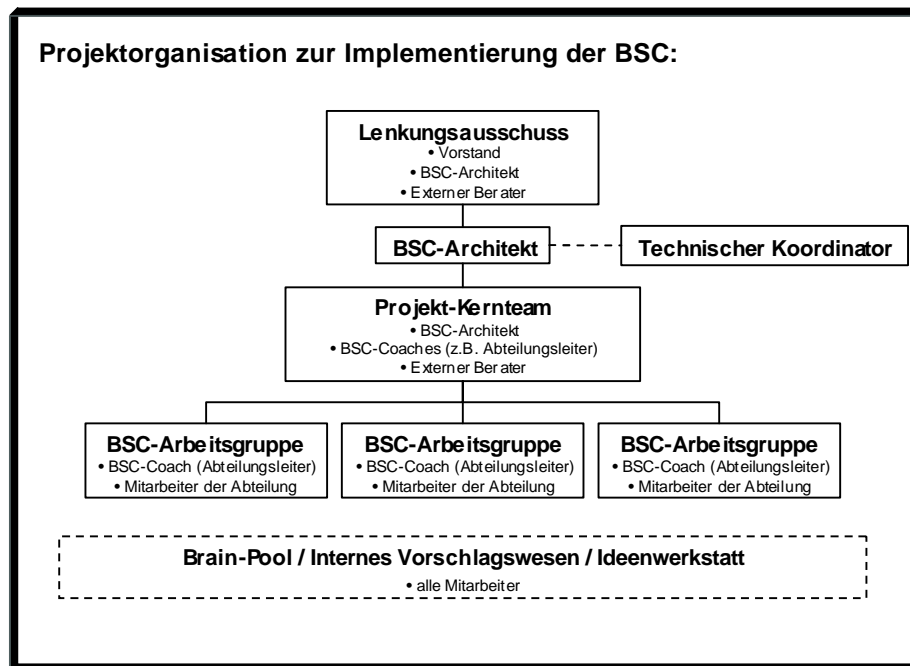 Projektorganisation zur Implementierung der BSC:
Lenkungsausschuss
• Vorstand
• BSC-Architekt
• Externer Berater
BSC-Architekt
Technischer Koordinator
Projekt-Kernteam
• BSC-Architekt
• BSC-Coaches (z.B. Abteilungsleiter)
• Externer Berater
BSC-Arbeitsgruppe
• BSC-Coach (Abteilungsleiter)
• Mitarbeiter der Abteilung
BSC-Arbeitsgruppe
• BSC-Coach (Abteilungsleiter)
• Mitarbeiter der Abteilung
BSC-Arbeitsgruppe
• BSC-Coach (Abteilungsleiter)
• Mitarbeiter der Abteilung
Brain-Pool / Internes Vorschlagswesen / Ideenwerkstatt
• alle Mitarbeiter